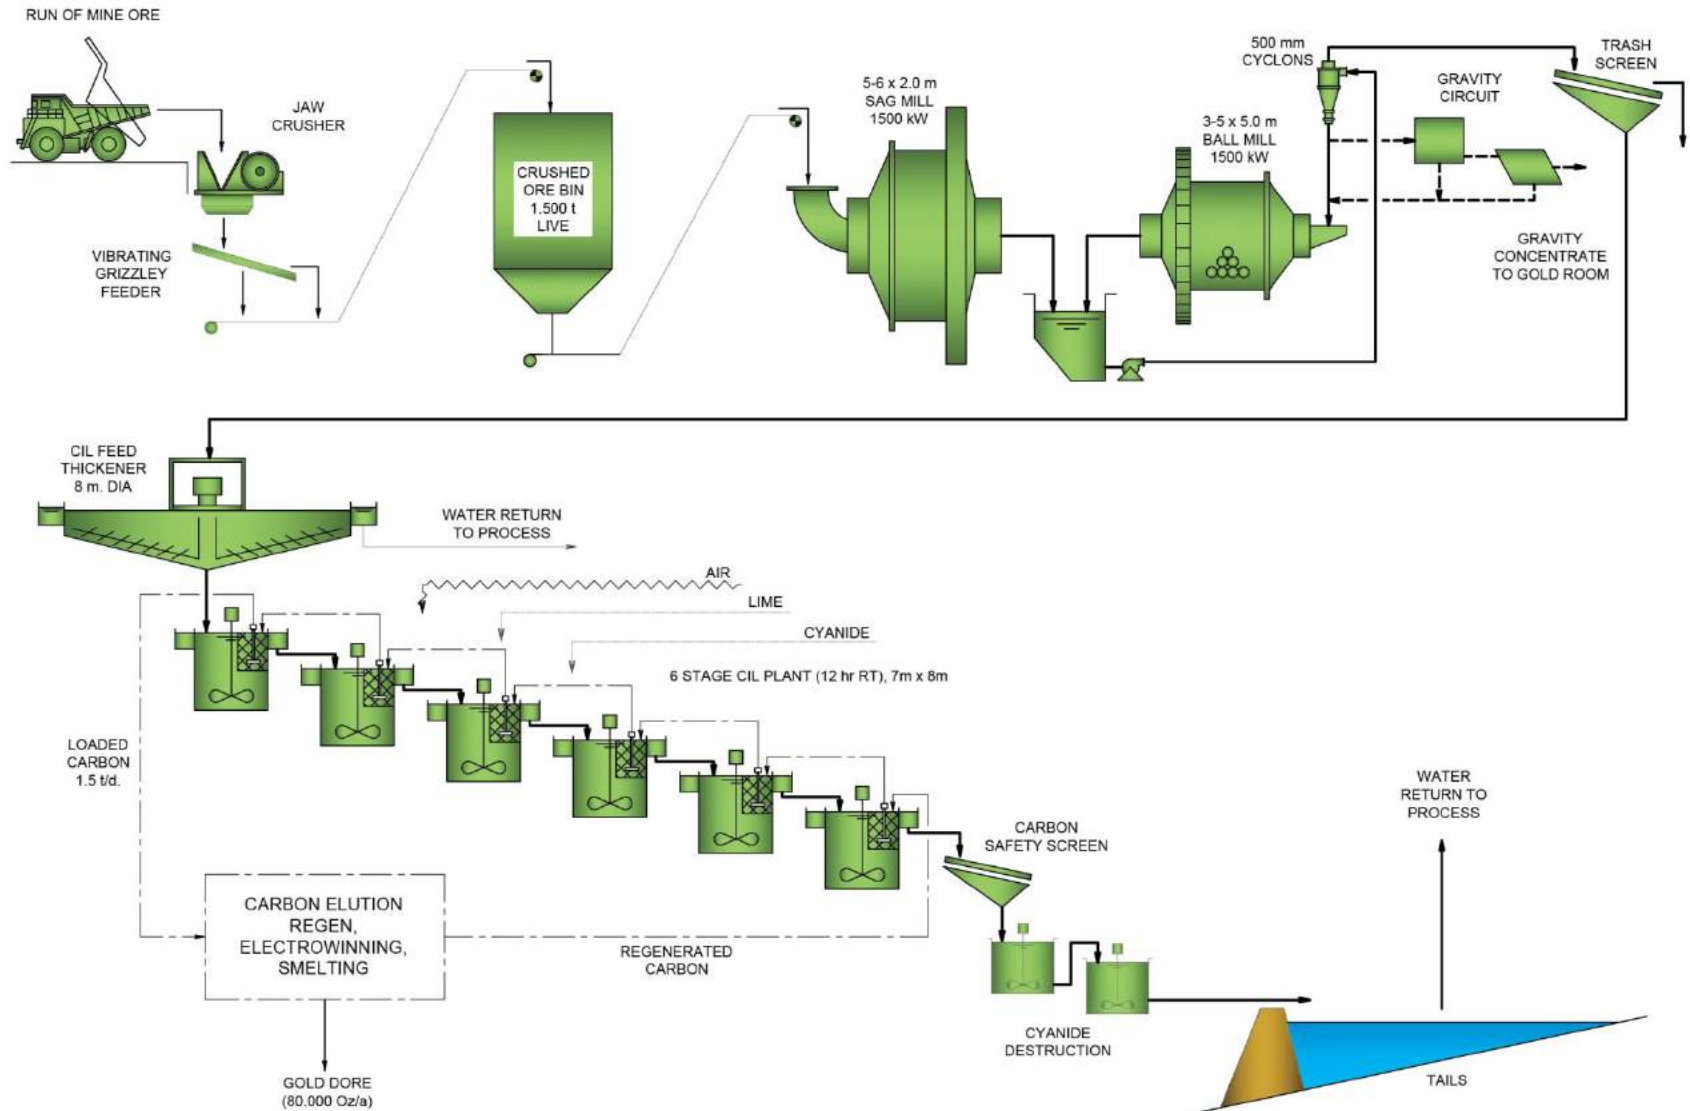 RUN OF MINE ORE
JAW
CRUSHER
VIBRATING
GRIZZLEY
FEEDER
CRUSHED
ORE BIN
1.500 t
LIVE
5-6 x 2.0 m
SAG MILL
1500 kW
3-5 x 5.0 m
BALL MILL
1500 kW
500 mm
CYCLONS
GRAVITY
CIRCUIT
TRASH
SCREEN
GRAVITY
CONCENTRATE
TO GOLD ROOM
CIL FEED
THICKENER
8 m. DIA
WATER RETURN
TO PROCESS
AIR
LIME
CYANIDE
6 STAGE CIL PLANT (12 hr RT), 7m x 8m
LOADED
CARBON
1.5 t/d.
CARBON ELUTION
REGEN,
ELECTROWINNING,
SMELTING
REGENERATED
CARBON
GOLD DORE
(80.000 Oz/a)
CARBON
SAFETY SCREEN
CYANIDE
DESTRUCTION
WATER
RETURN TO
PROCESS
TAILS